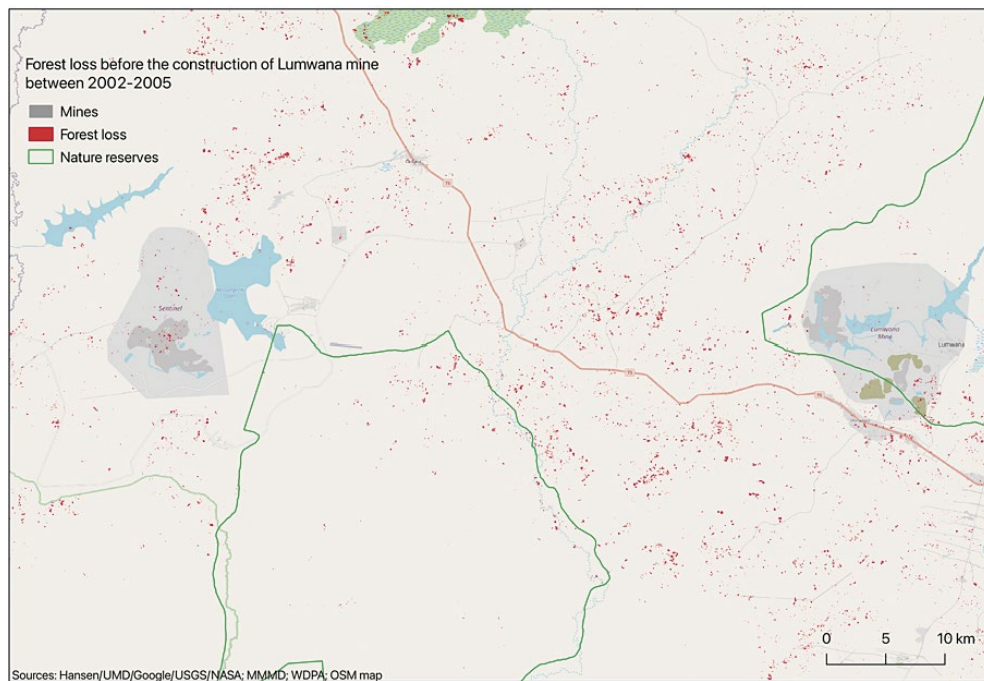 Forest loss before the construction of Lumwana mine
between 2002-2005
Mines
Forest loss
Nature reserves
Sentinel
Lumwana
Mine
Lumwana
0 5 10 km
Sources: Hansen/UMD/Google/USGS/NASA; MMMD; WDPA; OSM map